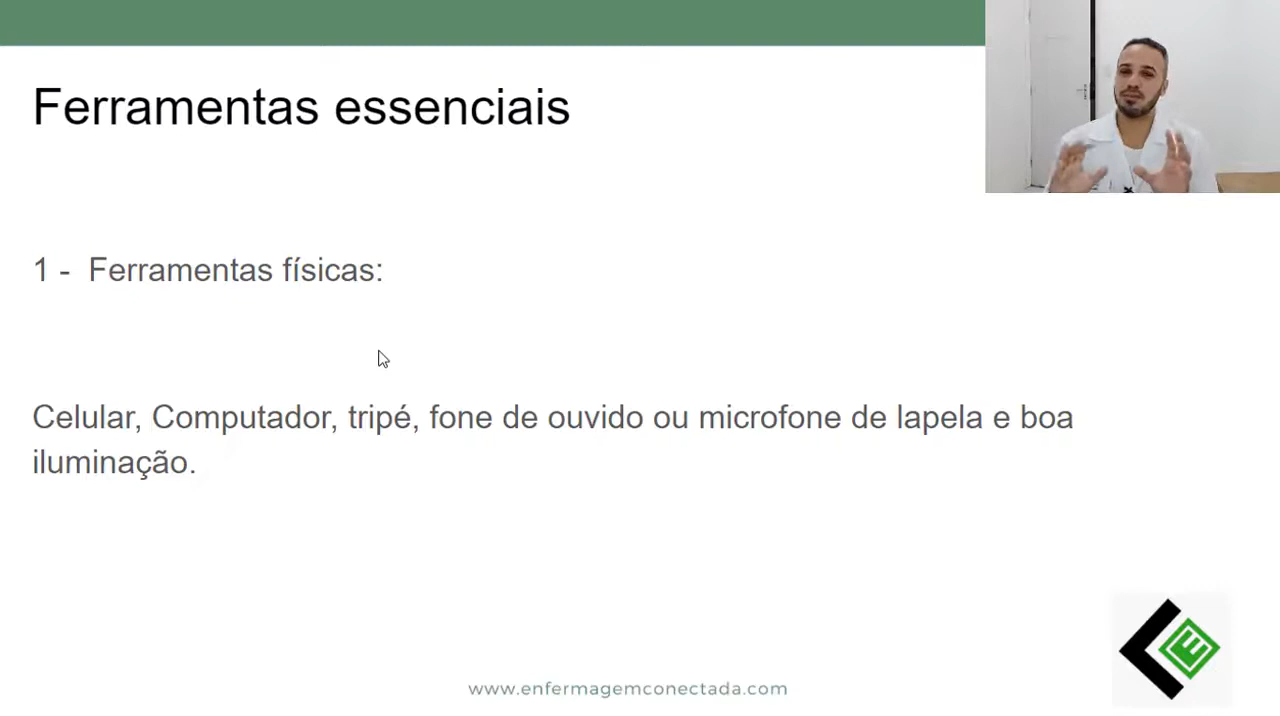 Ferramentas essenciais
1 -  Ferramentas físicas:
Celular, Computador, tripé, fone de ouvido ou microfone de lapela e boa
iluminação.
www.enfermagemconectada.com
E